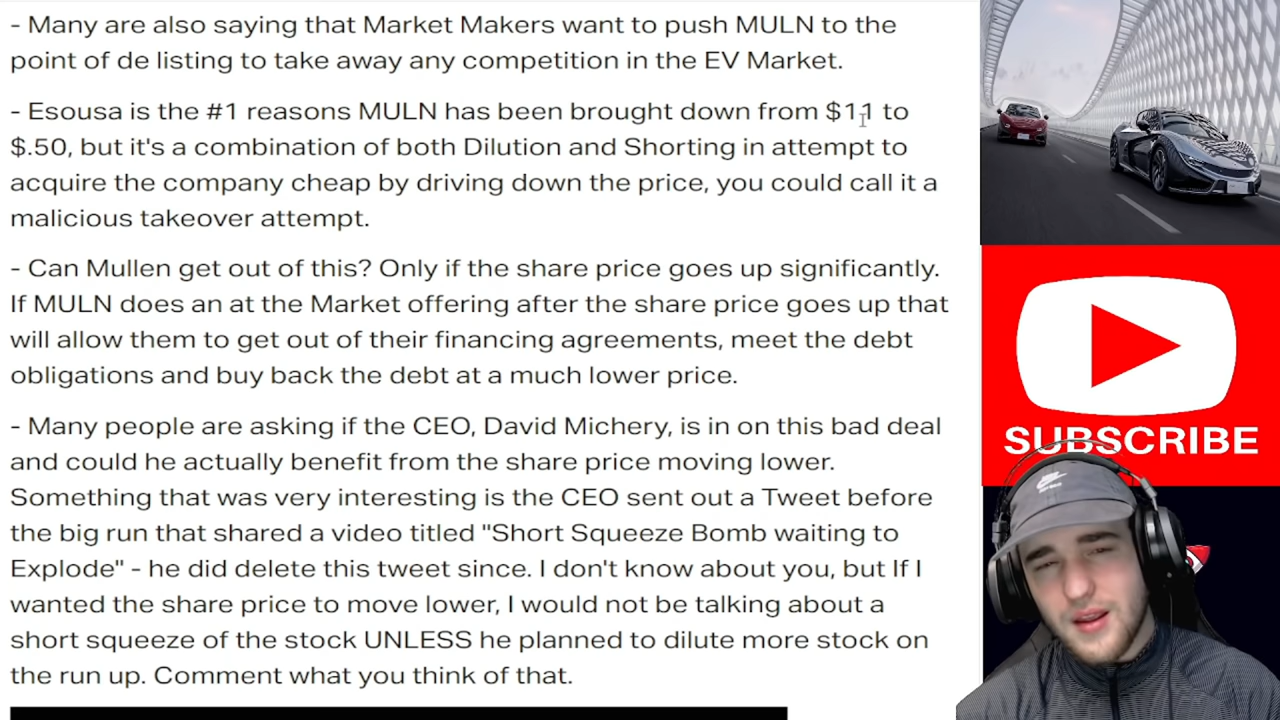 - Many are also saying that Market Makers want to push MULN to the
point of de listing to take away any competition in the EV Market.
- Esousa is the #1 reasons MULN has been brought down from $11 to
$.50, but it's a combination of both Dilution and Shorting in attempt to
acquire the company cheap by driving down the price, you could call it a
malicious takeover attempt.
- Can Mullen get out of this? Only if the share price goes up significantly.
If MULN does an at the Market offering after the share price goes up that
will allow them to get out of their financing agreements, meet the debt
obligations and buy back the debt at a much lower price.
- Many people are asking if the CEO, David Michery, is in on this bad deal
and could he actually benefit from the share price moving lower.
Something that was very interesting is the CEO sent out a Tweet before
the big run that shared a video titled "Short Squeeze Bomb waiting to
Explode" - he did delete this tweet since. I don't know about you, but If I
wanted the share price to move lower, I would not be talking about a
short squeeze of the stock UNLESS he planned to dilute more stock on
the run up. Comment what you think of that.
SUBSCRIBE